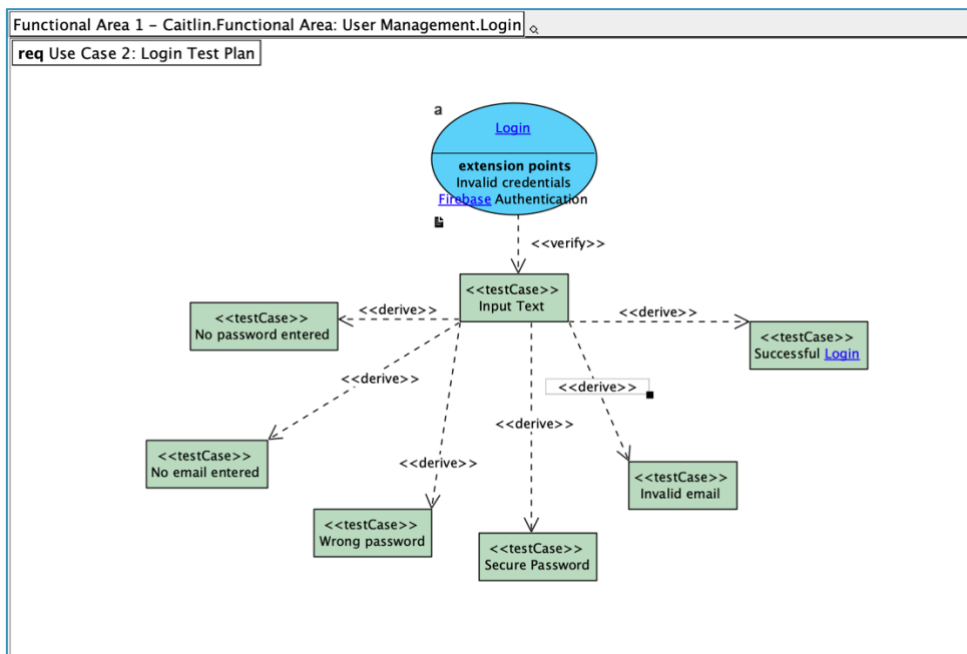 Functional Area 1 – Caitlin.Functional Area: User Management.Login
req Use Case 2: Login Test Plan
a
Login
extension points
Invalid credentials
Firebase Authentication
<<verify>>
<<testCase>>
Input Text
<<derive>>
<<testCase>>
No password entered
<<derive>>
<<testCase>>
Successful Login
<<derive>>
<<testCase>>
No email entered
<<derive>>
<<testCase>>
Wrong password
<<derive>>
<<testCase>>
Secure Password
<<derive>>
<<testCase>>
Invalid email